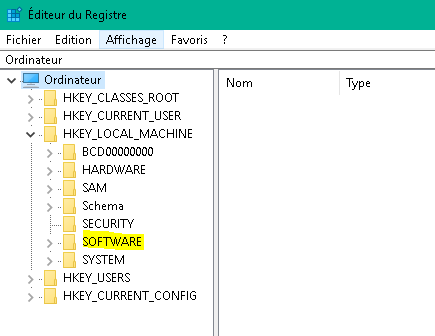 Éditeur du Registre
Fichier Edition Affichage Favoris ?
Ordinateur
Nom Type
Ordinateur
HKEY_CLASSES_ROOT
HKEY_CURRENT_USER
HKEY_LOCAL_MACHINE
BCD00000000
HARDWARE
SAM
Schema
SECURITY
SOFTWARE
SYSTEM
HKEY_USERS
HKEY_CURRENT_CONFIG